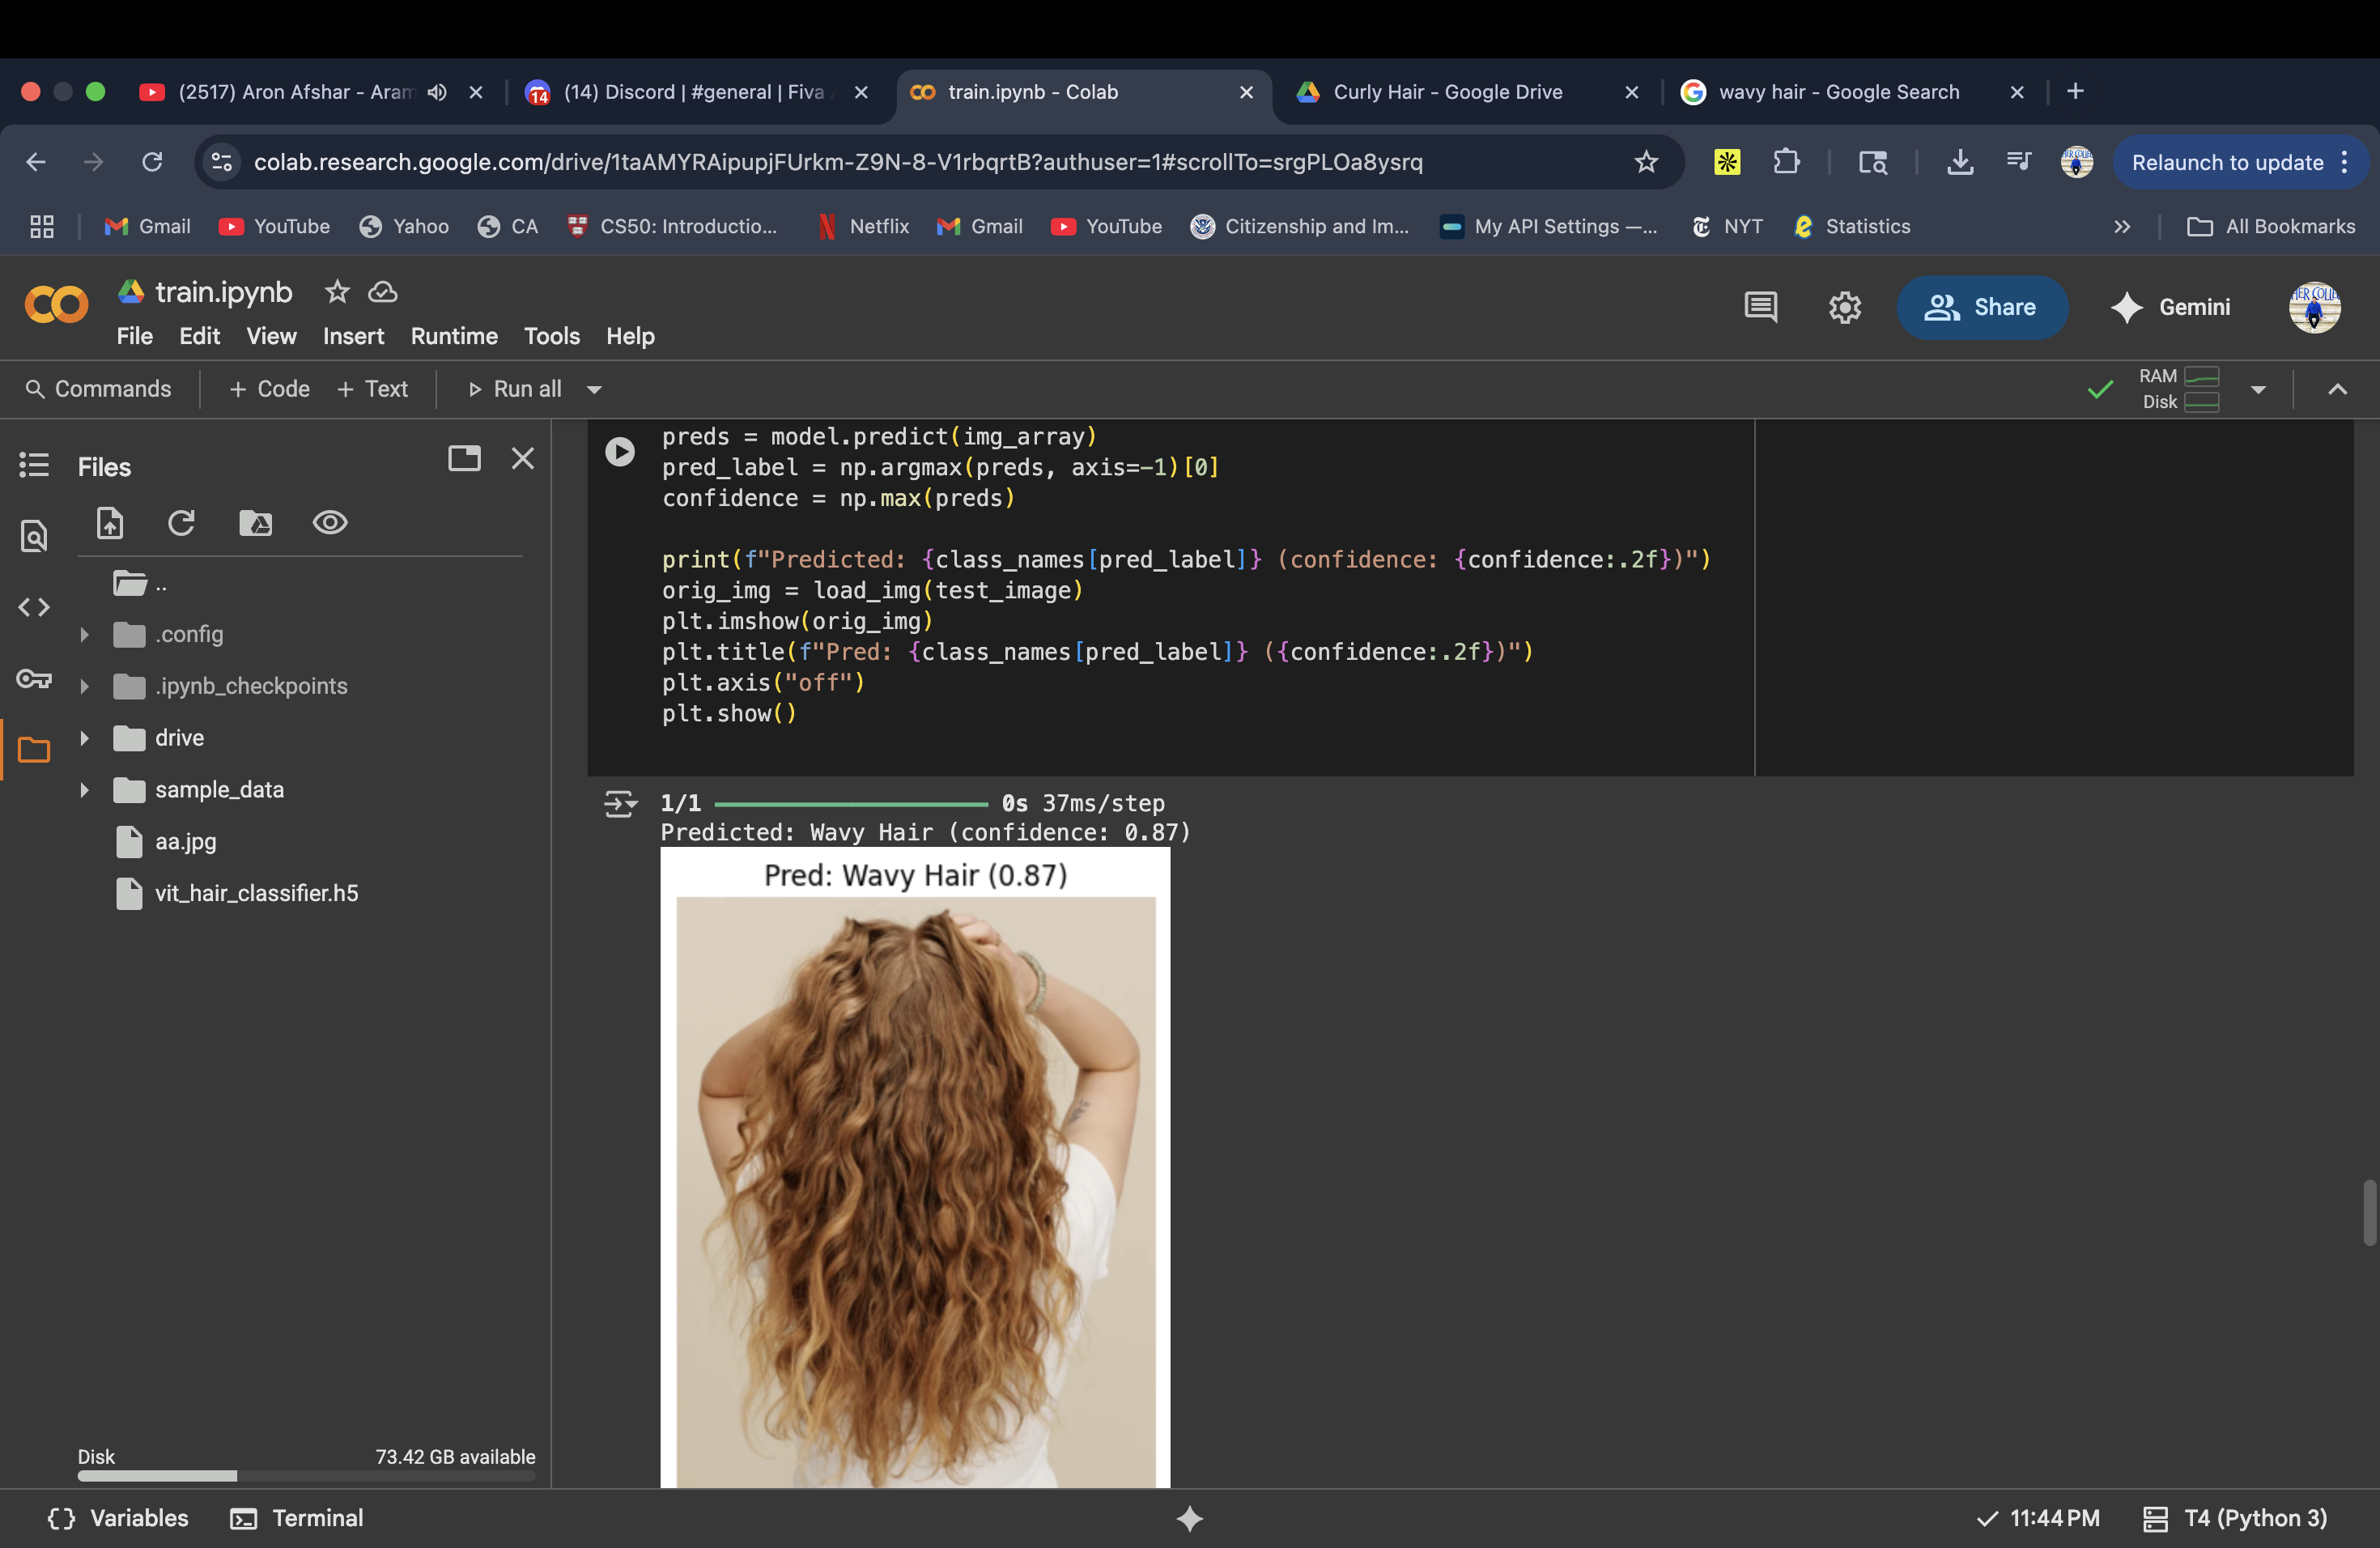 (2517) Aron Afshar - Aram
14
(14) Discord | #general | Fiva
train.ipynb - Colab
Curly Hair - Google Drive
wavy hair - Google Search
colab.research.google.com/drive/1taAMYRAipupjFUrkm-Z9N-8-V1rbqrtB?authuser=1#scrollTo=srgPLOa8ysrq
Relaunch to update
Gmail
YouTube
Yahoo
CA
CS50: Introductio...
Netflix
Gmail
YouTube
Citizenship and Im...
My API Settings —...
NYT
Statistics
All Bookmarks
train.ipynb
File Edit View Insert Runtime Tools Help
Share
Gemini
Commands
+ Code + Text
Run all
RAM
Disk
Files
..
.config
.ipynb_checkpoints
drive
sample_data
aa.jpg
vit_hair_classifier.h5
Disk 73.42 GB available
preds = model.predict(img_array)
pred_label = np.argmax(preds, axis=-1)[0]
confidence = np.max(preds)
print(f"Predicted: {class_names[pred_label]} (confidence: {confidence:.2f})")
orig_img = load_img(test_image)
plt.imshow(orig_img)
plt.title(f"Pred: {class_names[pred_label]} ({confidence:.2f})")
plt.axis("off")
plt.show()
1/1 0s 37ms/step
Predicted: Wavy Hair (confidence: 0.87)
Pred: Wavy Hair (0.87)
Variables
Terminal
11:44 PM
T4 (Python 3)